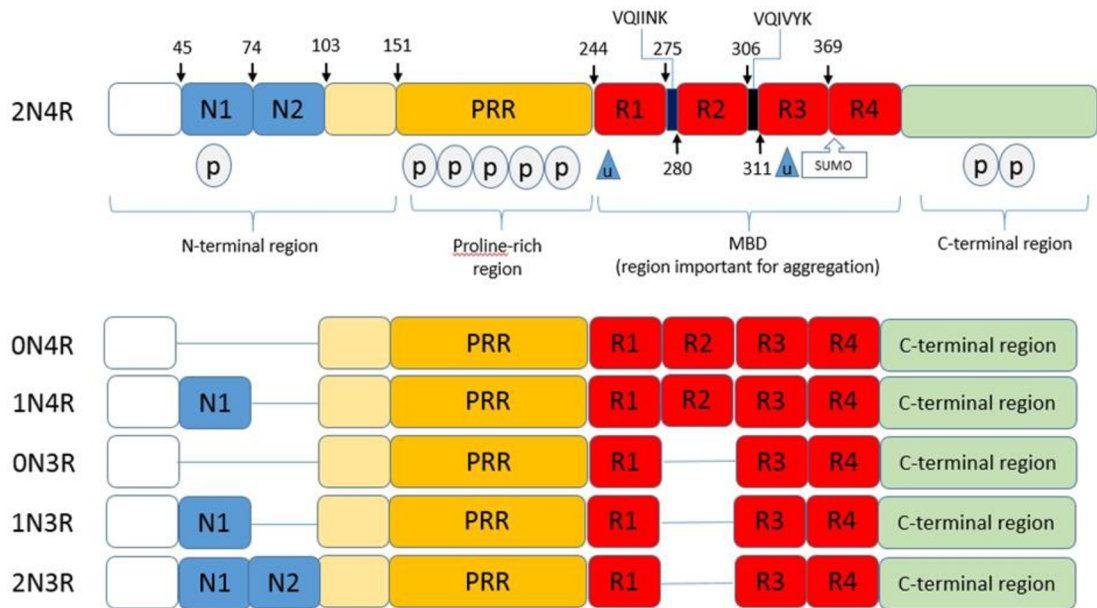 VQIINK VQIVYK
45 74 103 151 244 275 306 369
2N4R N1 N2 PRR R1 R2 R3 R4
p p p p p p u 280 311 u SUMO p p
N-terminal region Proline-rich region MBD (region important for aggregation) C-terminal region
0N4R PRR R1 R2 R3 R4 C-terminal region
1N4R N1 PRR R1 R2 R3 R4 C-terminal region
0N3R PRR R1 R3 R4 C-terminal region
1N3R N1 PRR R1 R3 R4 C-terminal region
2N3R N1 N2 PRR R1 R3 R4 C-terminal region